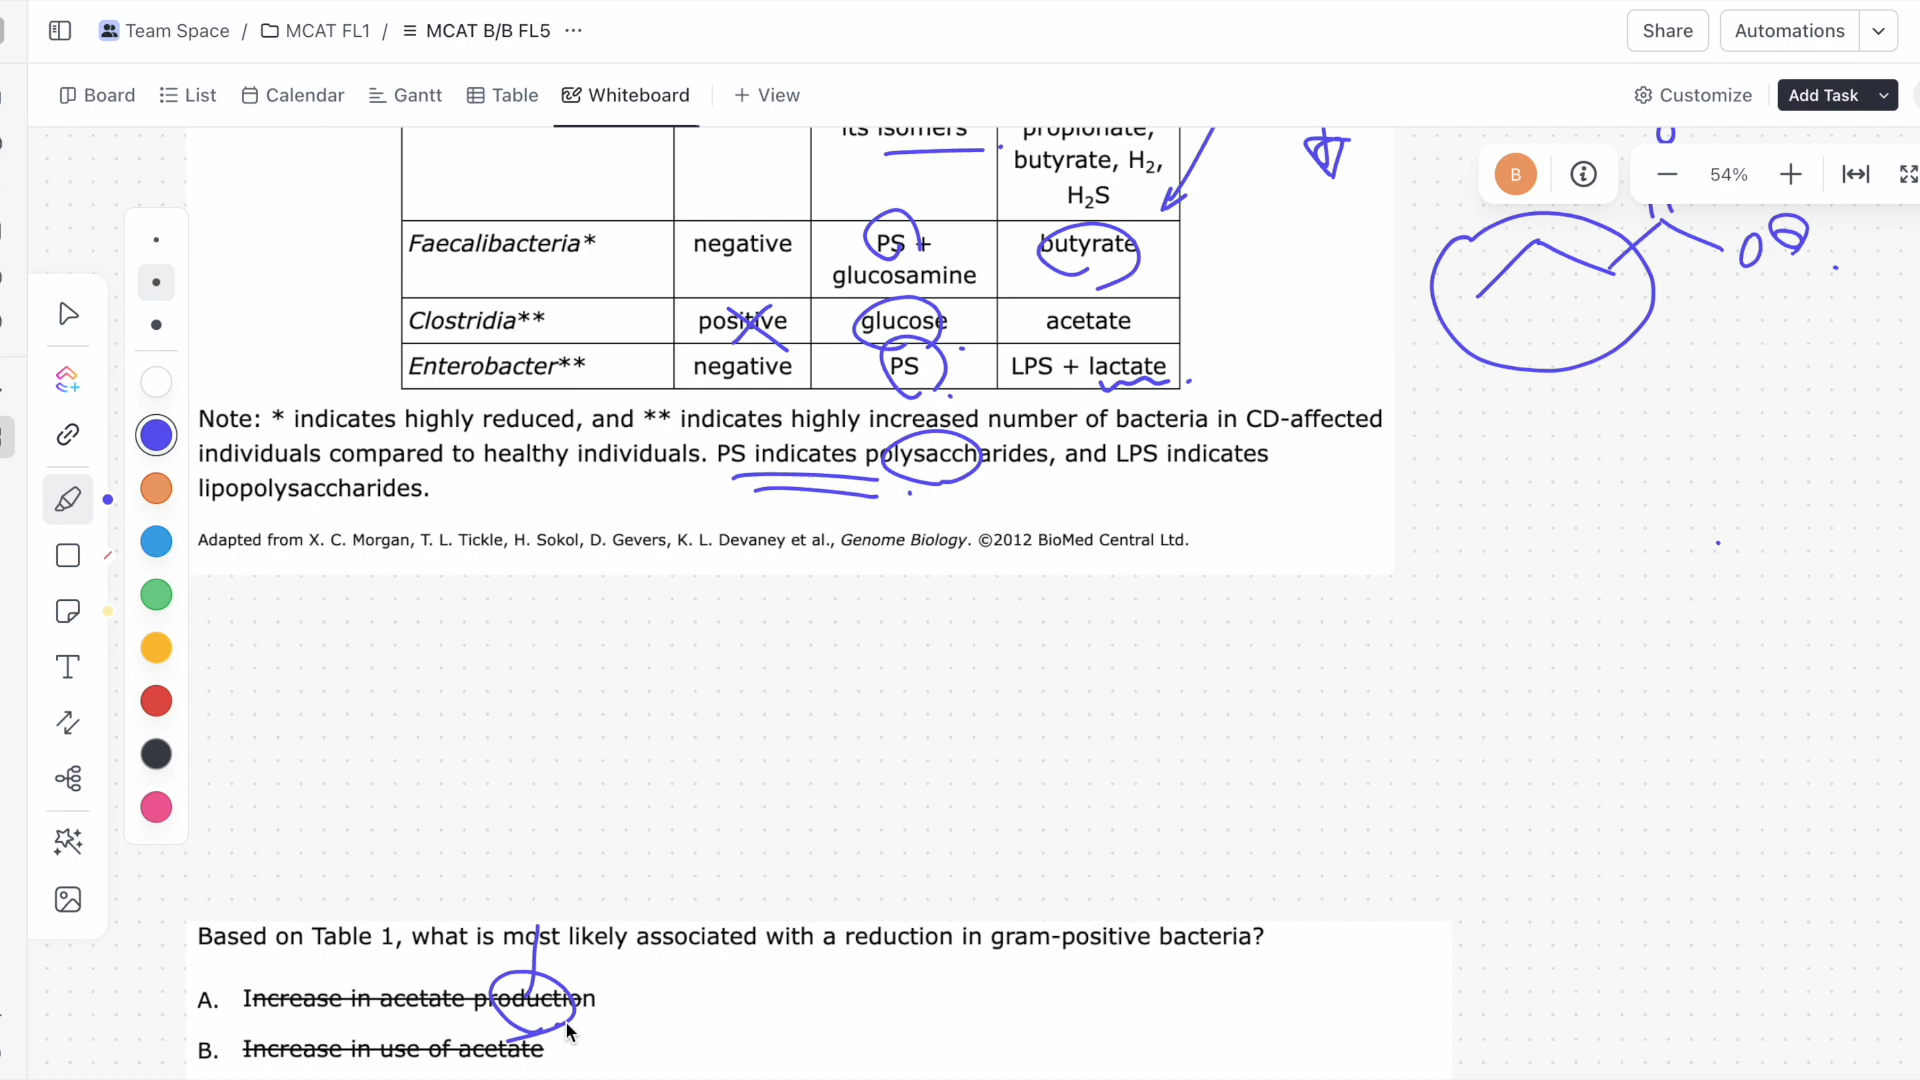 Team Space / MCAT FL1 / MCAT B/B FL5 ...
Share
Automations
Board
List
Calendar
Gantt
Table
Whiteboard
+ View
Customize
Add Task
its isomers
propionate,
butyrate, H₂,
H₂S
B
54%
Faecalibacteria* negative PS + butyrate
glucosamine
Clostridia** positive glucose acetate
Enterobacter** negative PS LPS + lactate
Note: * indicates highly reduced, and ** indicates highly increased number of bacteria in CD-affected
individuals compared to healthy individuals. PS indicates polysaccharides, and LPS indicates
lipopolysaccharides.
Adapted from X. C. Morgan, T. L. Tickle, H. Sokol, D. Gevers, K. L. Devaney et al., Genome Biology. ©2012 BioMed Central Ltd.
Based on Table 1, what is most likely associated with a reduction in gram-positive bacteria?
A. Increase in acetate production
B. Increase in use of acetate